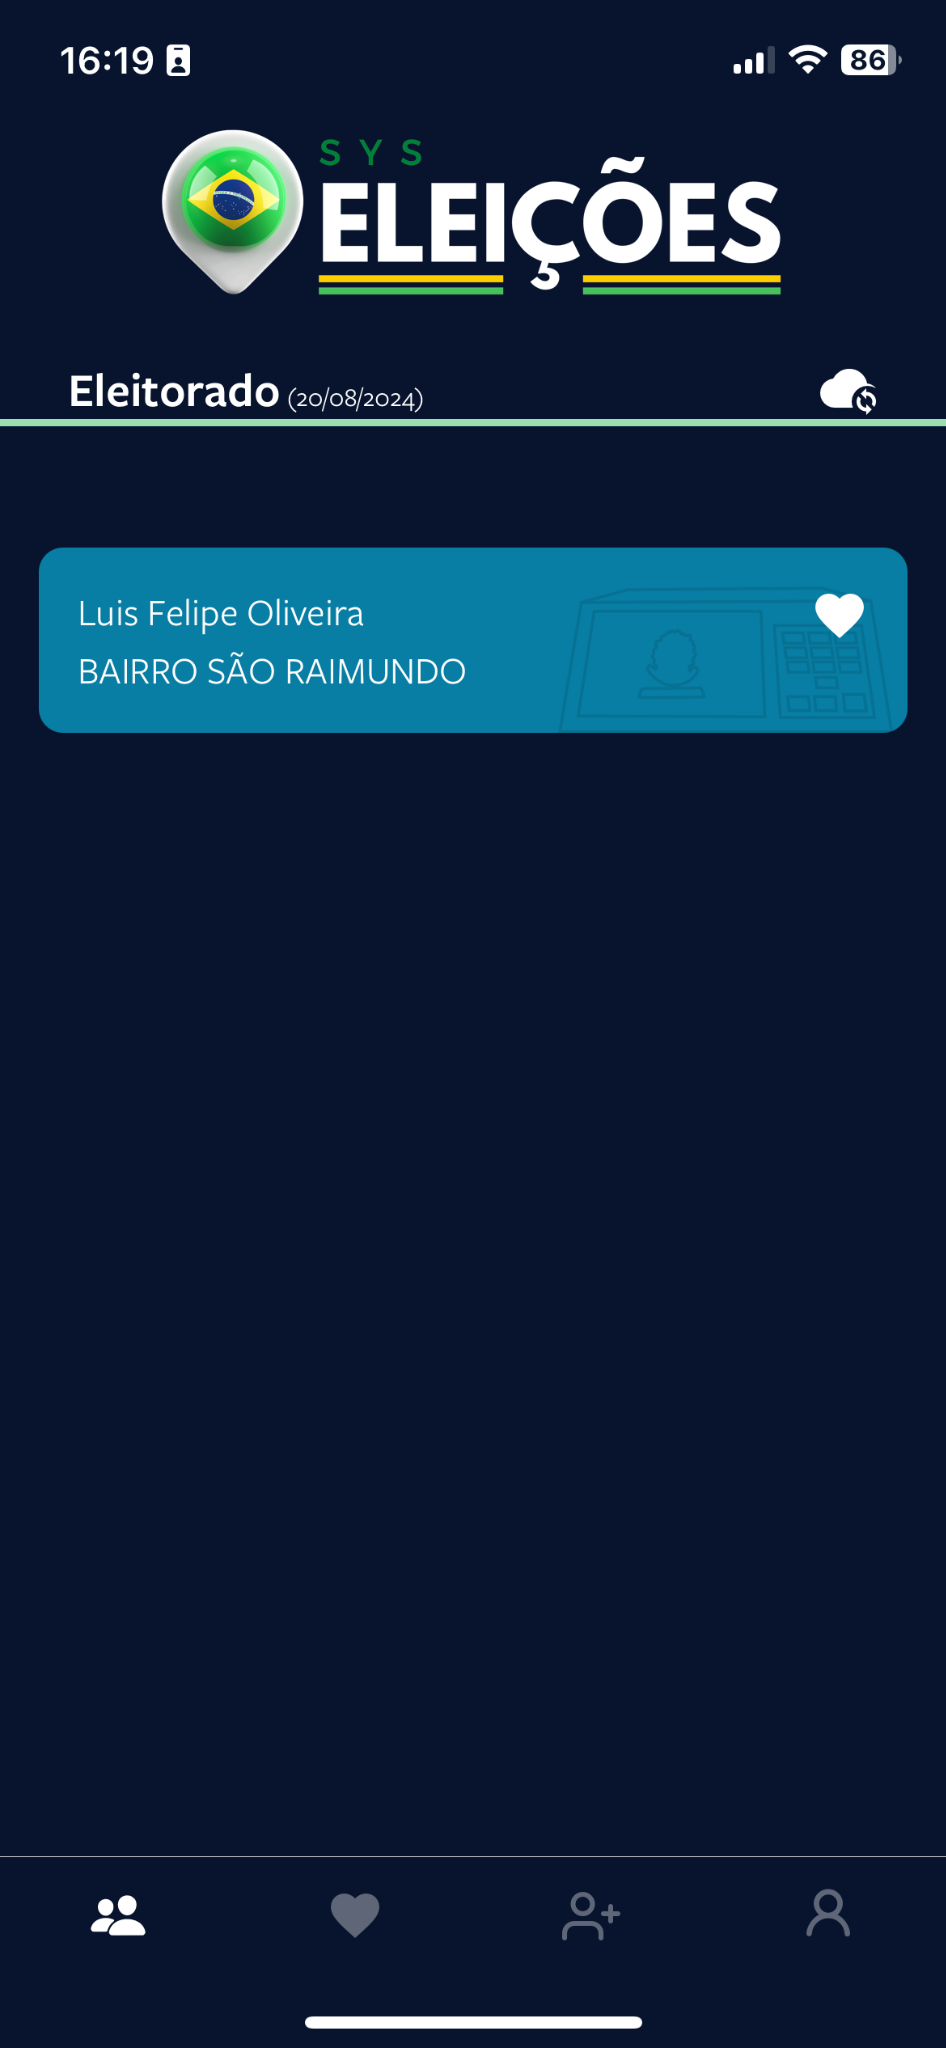 16:19
86
SYS
ELEIÇÕES
Eleitorado (20/08/2024)
Luis Felipe Oliveira
BAIRRO SÃO RAIMUNDO